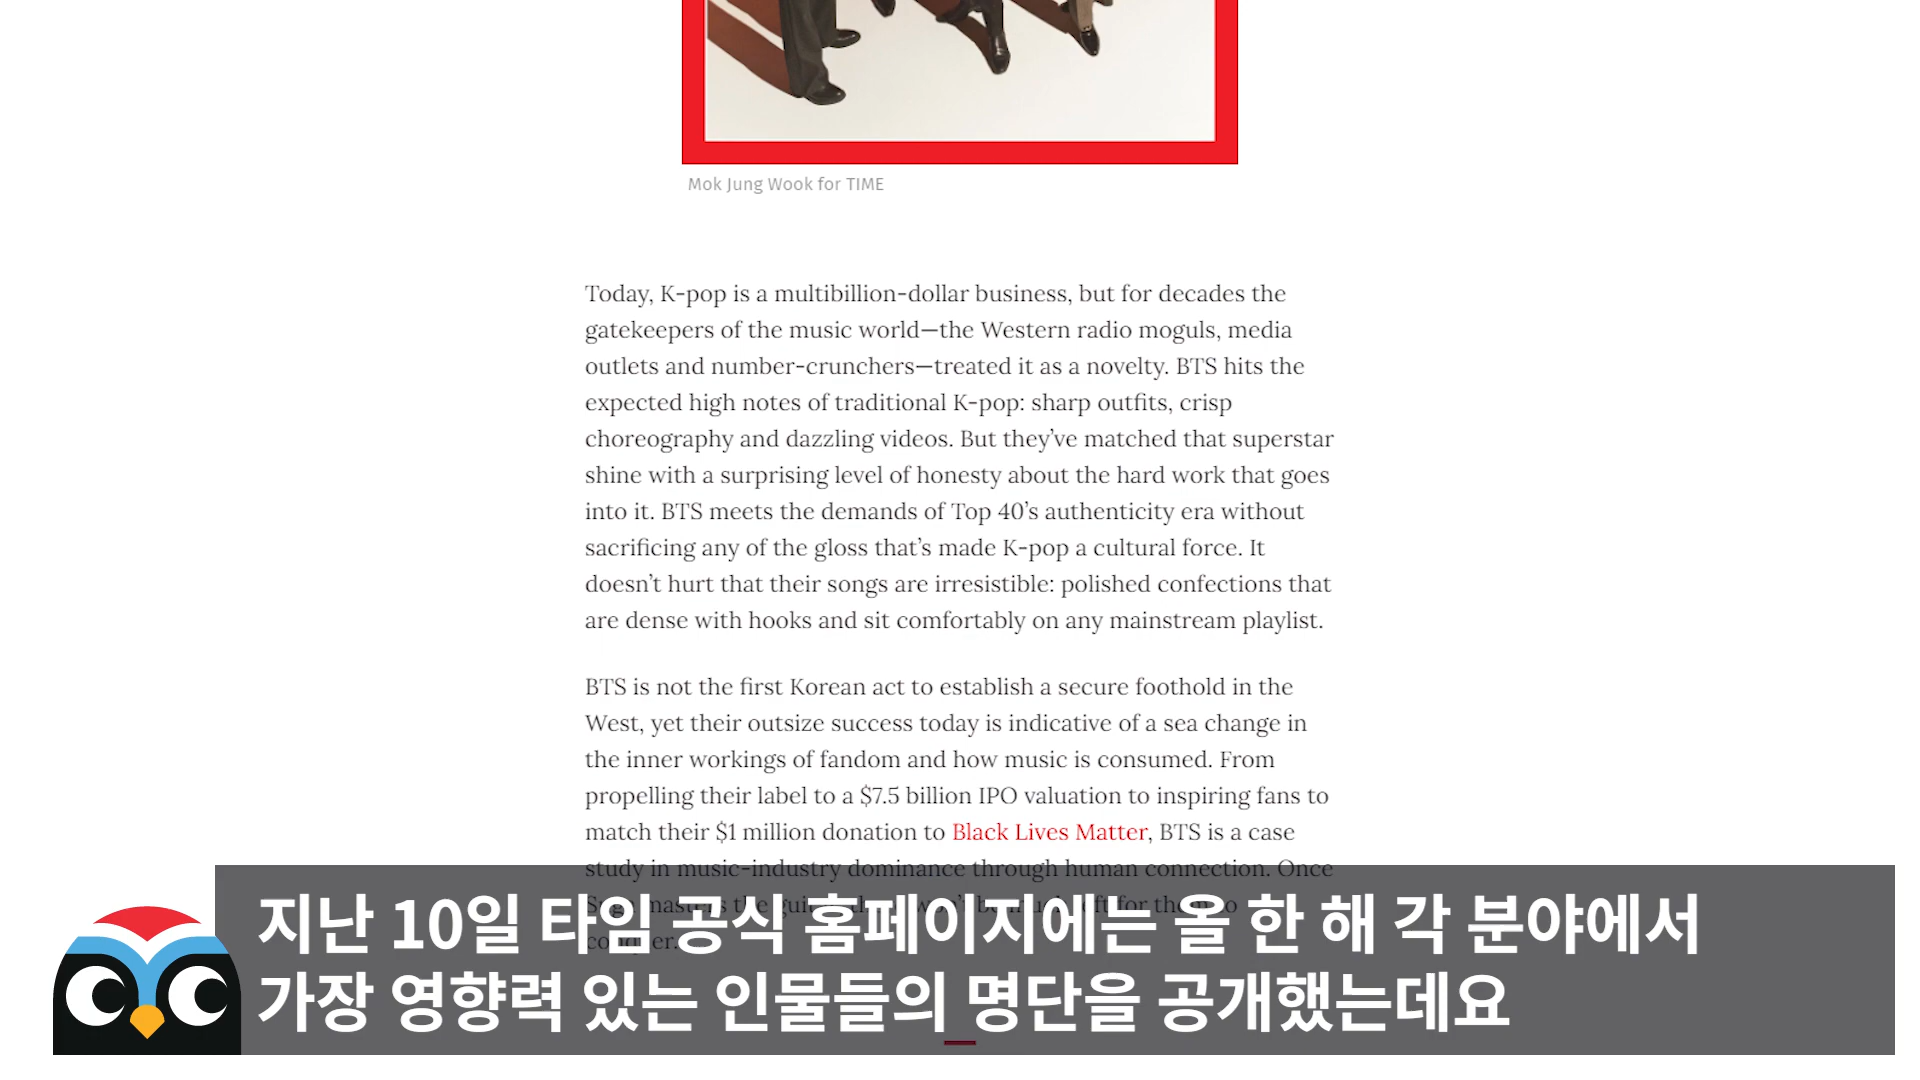 Mok Jung Wook for TIME
Today, K-pop is a multibillion-dollar business, but for decades the
gatekeepers of the music world—the Western radio moguls, media
outlets and number-crunchers—treated it as a novelty. BTS hits the
expected high notes of traditional K-pop: sharp outfits, crisp
choreography and dazzling videos. But they’ve matched that superstar
shine with a surprising level of honesty about the hard work that goes
into it. BTS meets the demands of Top 40’s authenticity era without
sacrificing any of the gloss that’s made K-pop a cultural force. It
doesn’t hurt that their songs are irresistible: polished confections that
are dense with hooks and sit comfortably on any mainstream playlist.
BTS is not the first Korean act to establish a secure foothold in the
West, yet their outsize success today is indicative of a sea change in
the inner workings of fandom and how music is consumed. From
propelling their label to a $7.5 billion IPO valuation to inspiring fans to
match their $1 million donation to Black Lives Matter, BTS is a case
study in music-industry dominance through human connection. Once
지난 10일 타임 공식 홈페이지에는 올 한 해 각 분야에서
가장 영향력 있는 인물들의 명단을 공개했는데요